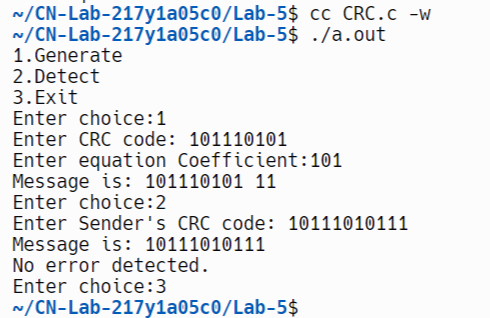 ~/CN-Lab-217y1a05c0/Lab-5$ cc CRC.c -w
~/CN-Lab-217y1a05c0/Lab-5$ ./a.out
1.Generate
2.Detect
3.Exit
Enter choice:1
Enter CRC code: 101110101
Enter equation Coefficient:101
Message is: 101110101 11
Enter choice:2
Enter Sender's CRC code: 10111010111
Message is: 10111010111
No error detected.
Enter choice:3
~/CN-Lab-217y1a05c0/Lab-5$